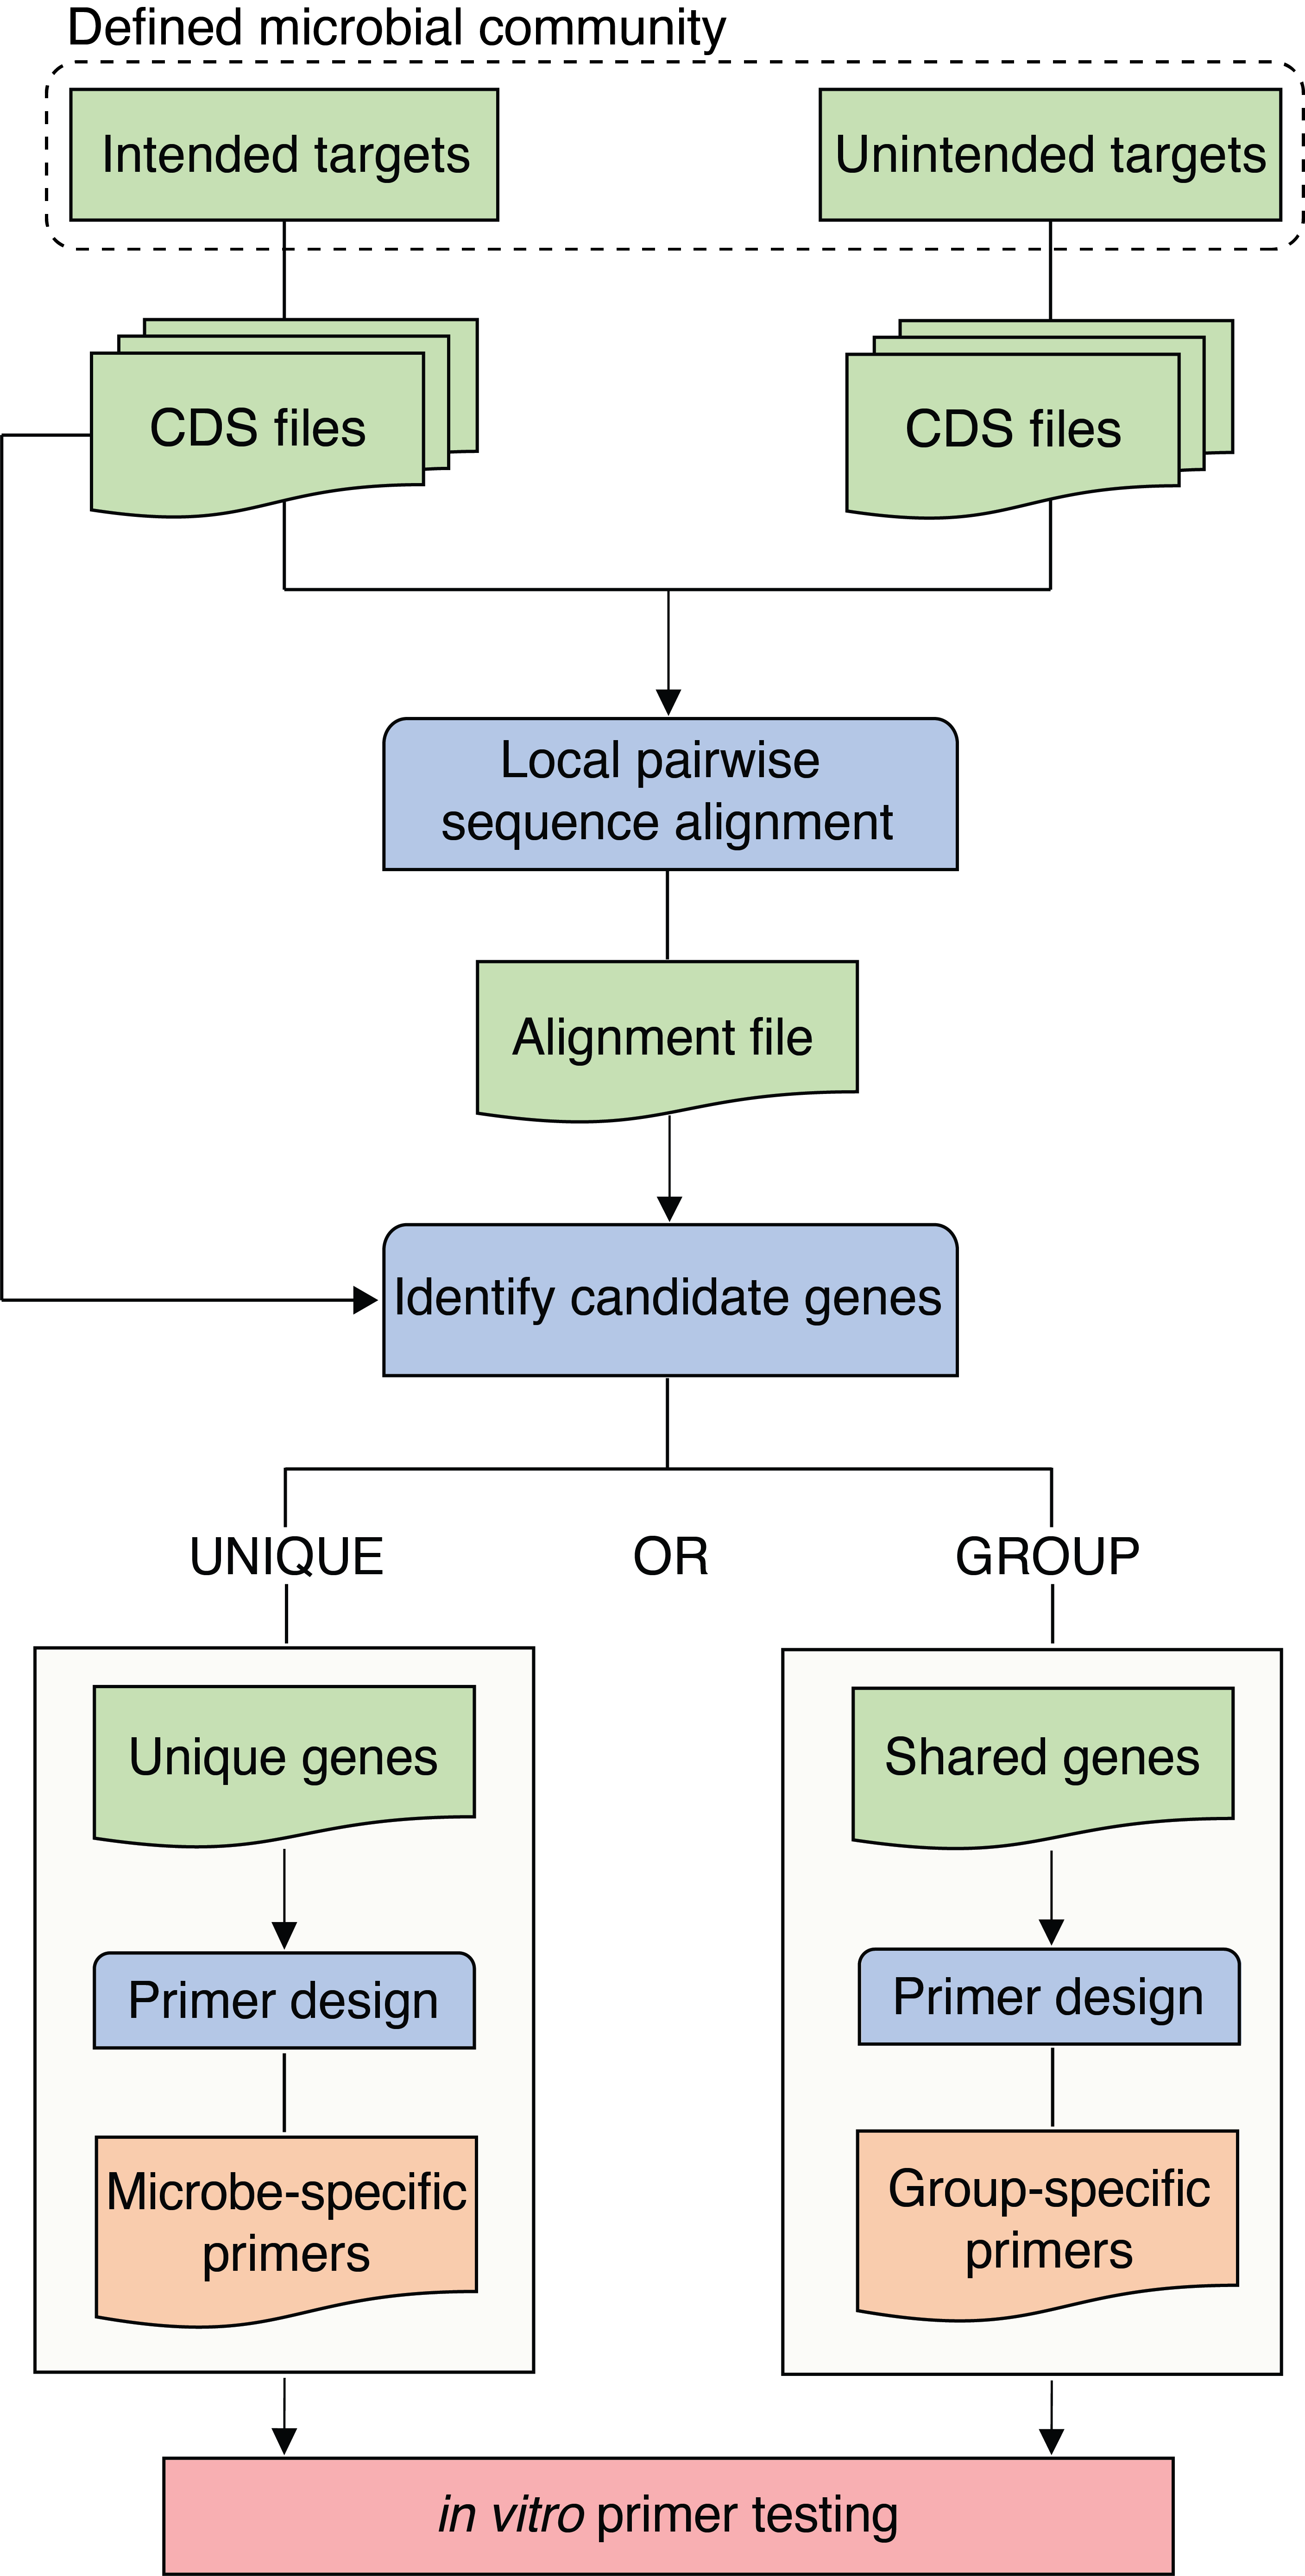 Defined microbial community
Intended targets
Unintended targets
CDS files
CDS files
Local pairwise
sequence alignment
Alignment file
Identify candidate genes
UNIQUE
OR
GROUP
Unique genes
Shared genes
Primer design
Primer design
Microbe-specific
primers
Group-specific
primers
in vitro primer testing